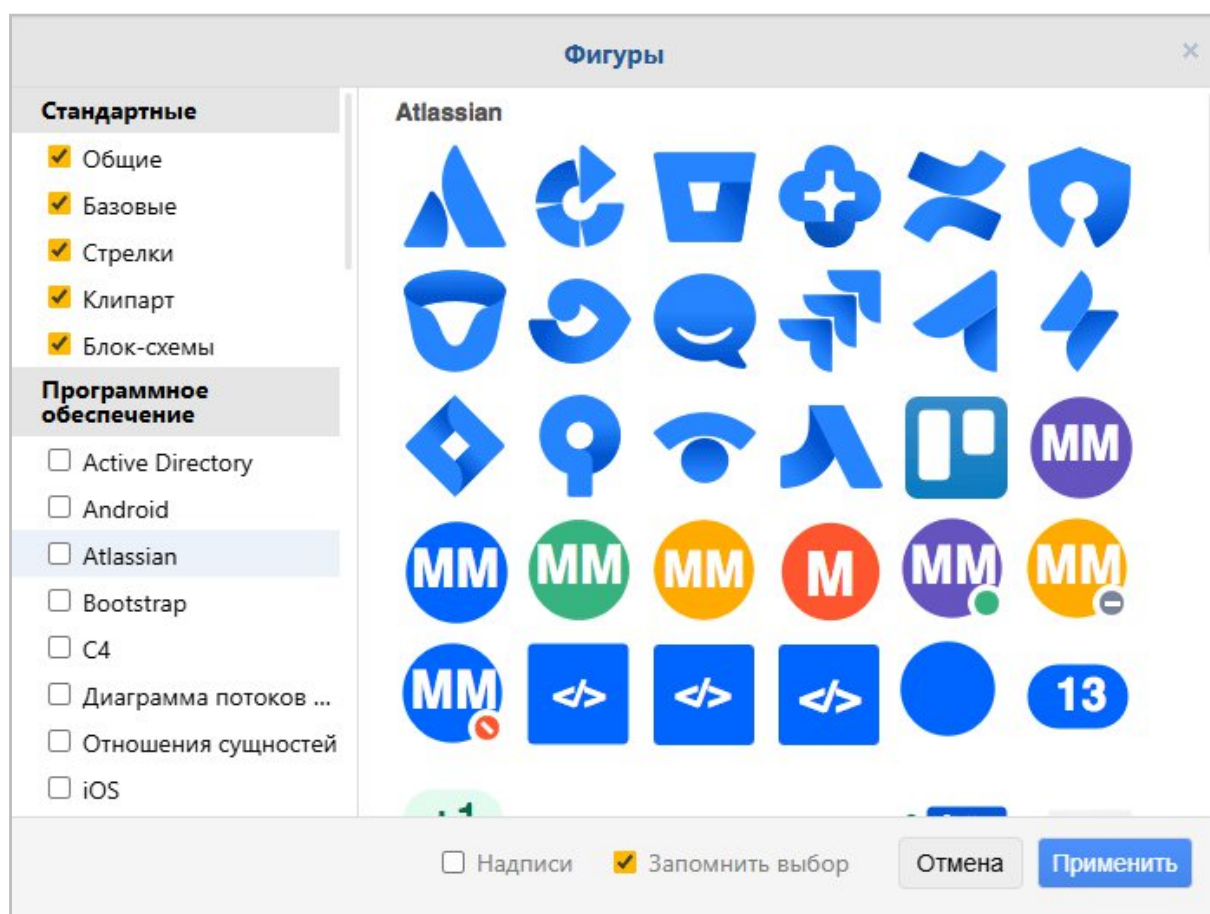 Фигуры
×
Стандартные
Общие
Базовые
Стрелки
Клипарт
Блок-схемы
Программное
обеспечение
Active Directory
Android
Atlassian
Bootstrap
C4
Диаграмма потоков ...
Отношения сущностей
iOS
Atlassian
MM
MM
MM
MM
M
MM
MM
MM
</>
</>
</>
13
+1
Надписи
Запомнить выбор
Отмена
Применить